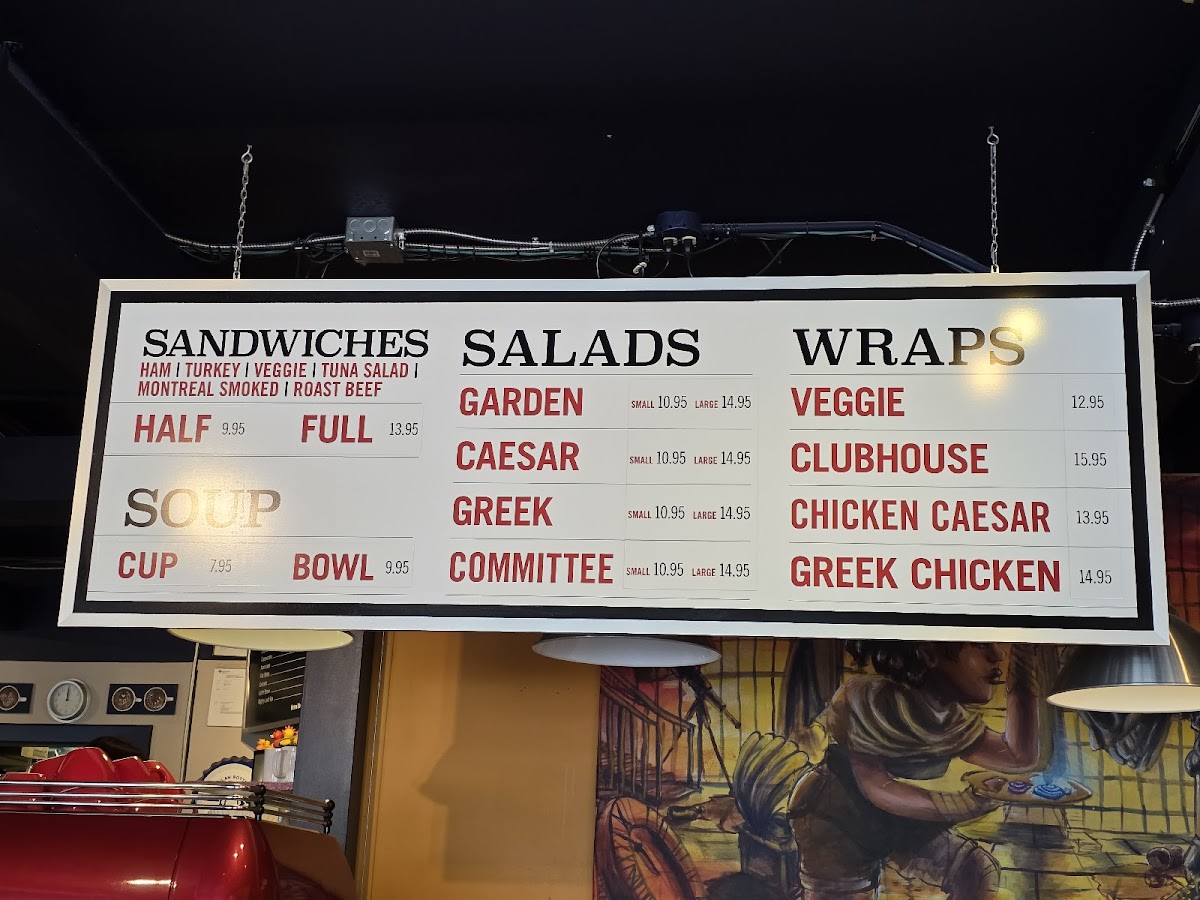 SANDWICHES
HAM | TURKEY | VEGGIE | TUNA SALAD |
MONTREAL SMOKED | ROAST BEEF
HALF 9.95 FULL 13.95
SOUP
CUP 7.95 BOWL 9.95
SALADS
GARDEN SMALL 10.95 LARGE 14.95
CAESAR SMALL 10.95 LARGE 14.95
GREEK SMALL 10.95 LARGE 14.95
COMMITTEE SMALL 10.95 LARGE 14.95
WRAPS
VEGGIE 12.95
CLUBHOUSE 15.95
CHICKEN CAESAR 13.95
GREEK CHICKEN 14.95